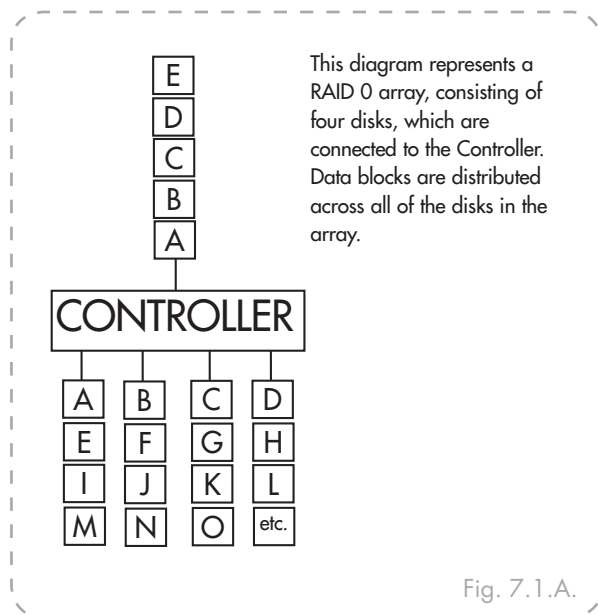 E
D
C
B
A
This diagram represents a
RAID 0 array, consisting of
four disks, which are
connected to the Controller.
Data blocks are distributed
across all of the disks in the
array.
CONTROLLER
A B C D
E F G H
I J K L
M N O etc.
Fig. 7.1.A.